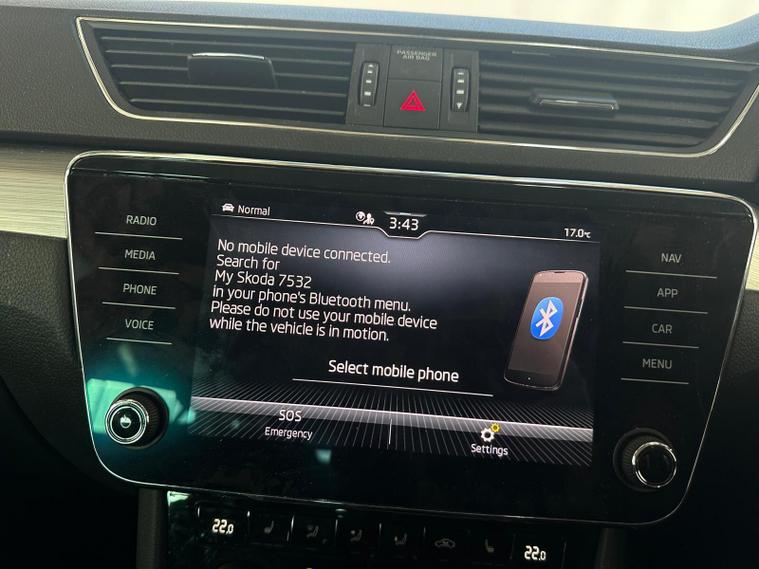 PASSENGER
AIR BAG
Normal
3:43
17.0°C
RADIO
MEDIA
PHONE
VOICE
No mobile device connected.
Search for
My Skoda 7532
in your phone's Bluetooth menu.
Please do not use your mobile device
while the vehicle is in motion.
Select mobile phone
SOS
Emergency
Settings
NAV
APP
CAR
MENU
22.0
22.0